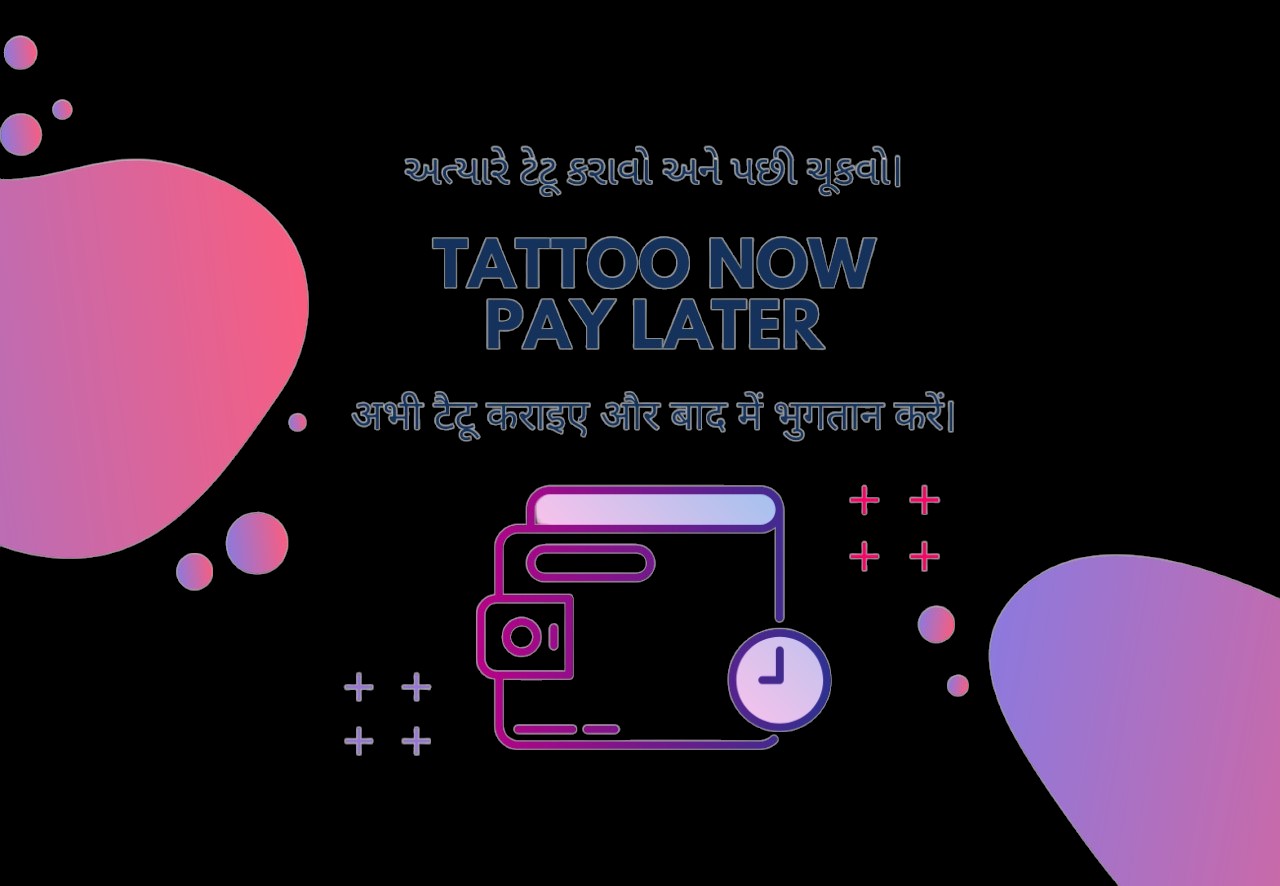 અત્યારે ટેટૂ કરાવો અને પછી ચૂકવો|
TATTOO NOW
PAY LATER
अभी टैटू कराइए और बाद में भुगतान करें|